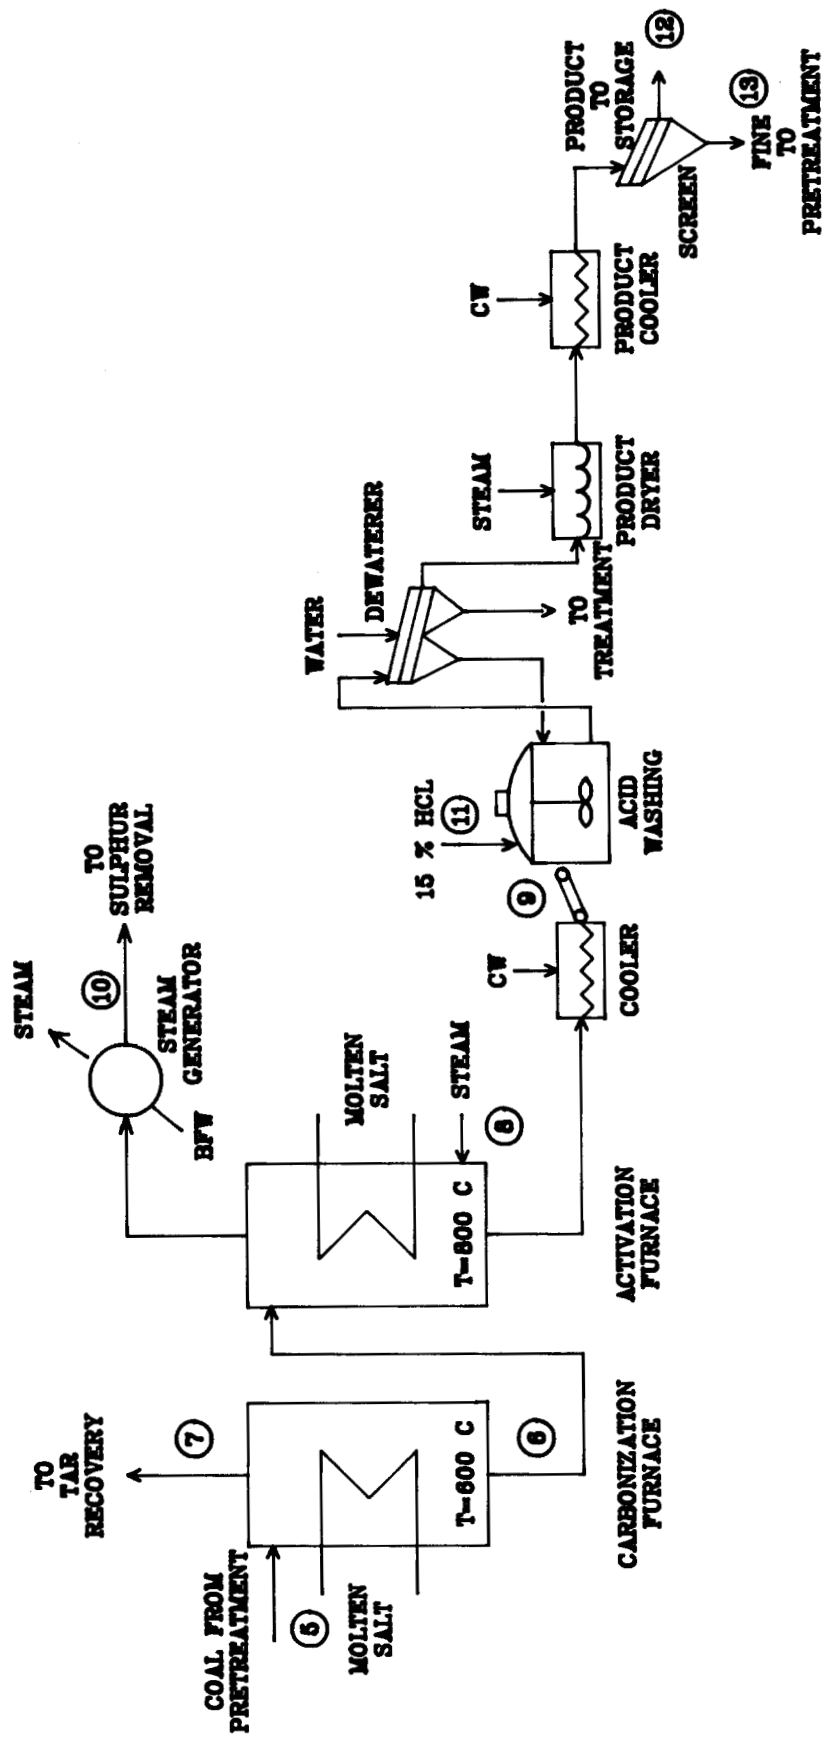 COAL FROM
PRETREATMENT
5
MOLTEN
SALT
TO
TAR
RECOVERY
7
T=600 C
6
CARBONIZATION
FURNACE
STEAM
10
TO
SULPHUR
REMOVAL
STEAM
GENERATOR
BFW
MOLTEN
SALT
STEAM
8
T=800 C
ACTIVATION
FURNACE
CW
COOLER
9
15 % HCL
11
ACID
WASHING
WATER
DEWATERER
TO
TREATMENT
STEAM
PRODUCT
DRYER
CW
PRODUCT
COOLER
PRODUCT
TO
STORAGE
12
SCREEN
13
FINE
TO
PRETREATMENT